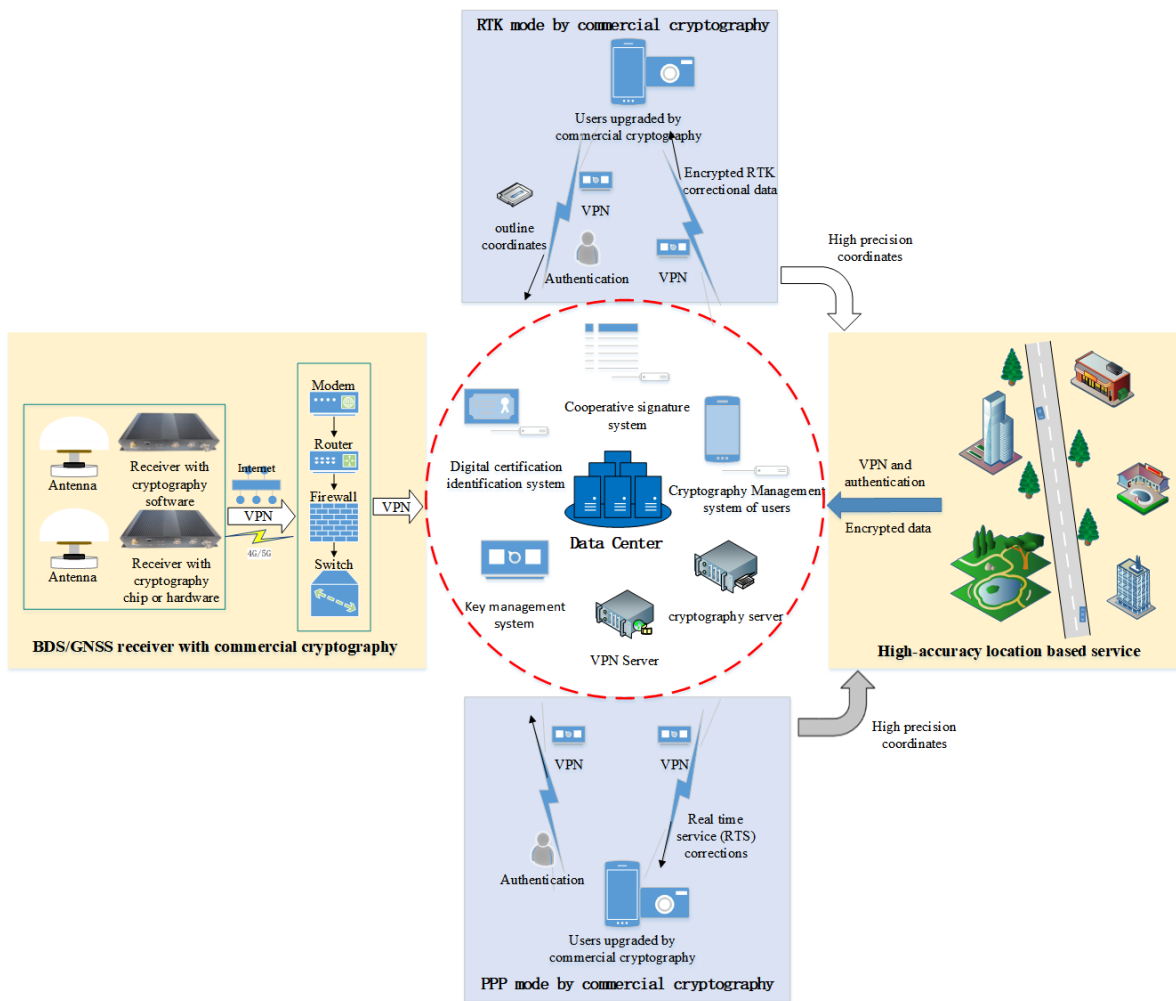 RTK mode by commercial cryptography
Users upgraded by
commercial cryptography
Encrypted RTK
correctional data
VPN
outline
coordinates
Authentication
VPN
High precision
coordinates
Modem
Router
Firewall
Switch
Antenna
Receiver with
cryptography
software
Antenna
Receiver with
cryptography
chip or hardware
Internet
VPN
4G/5G
VPN
BDS/GNSS receiver with commercial cryptography
Cooperative signature
system
Digital certification
identification system
Cryptography Management
system of users
Data Center
Key management
system
cryptography server
VPN Server
VPN and
authentication
Encrypted data
High-accuracy location based service
High precision
coordinates
VPN
VPN
Real time
service (RTS)
corrections
Authentication
Users upgraded by
commercial cryptography
PPP mode by commercial cryptography